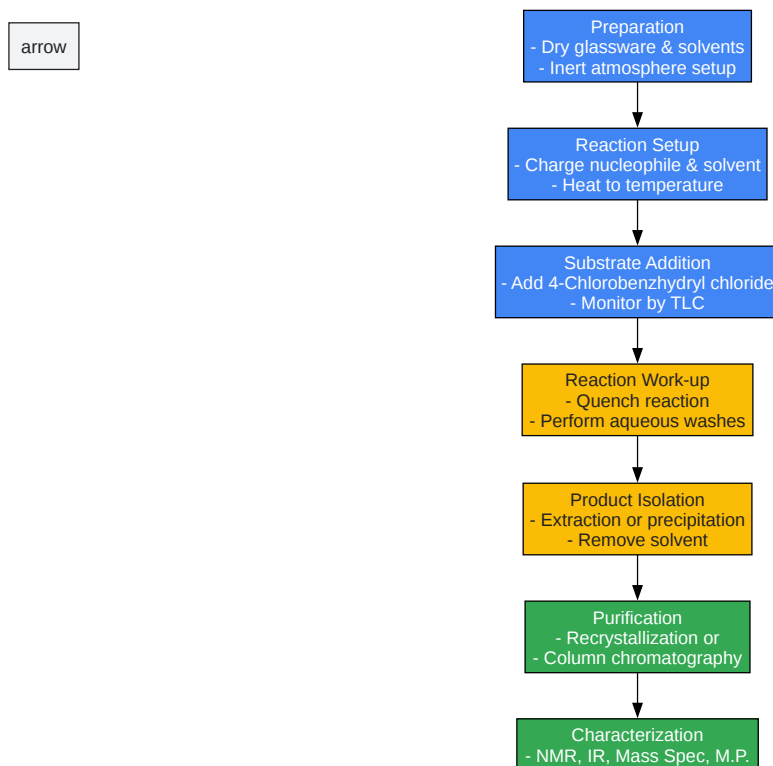 arrow
Preparation
- Dry glassware & solvents
- Inert atmosphere setup
Reaction Setup
- Charge nucleophile & solvent
- Heat to temperature
Substrate Addition
- Add 4-Chlorobenzhydryl chloride
- Monitor by TLC
Reaction Work-up
- Quench reaction
- Perform aqueous washes
Product Isolation
- Extraction or precipitation
- Remove solvent
Purification
- Recrystallization or
- Column chromatography
Characterization
- NMR, IR, Mass Spec, M.P.